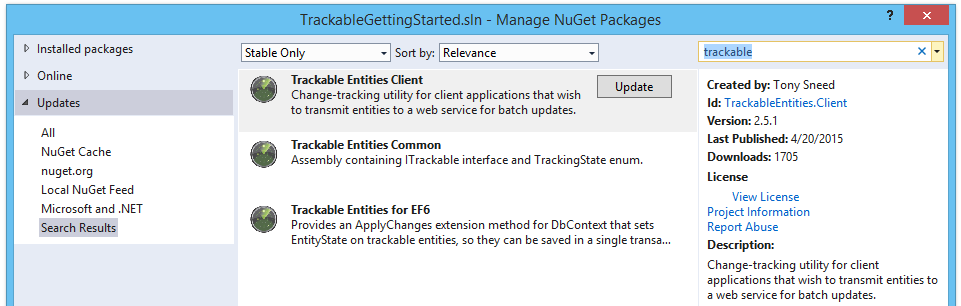 TrackableGettingStarted.sln - Manage NuGet Packages
? X
Installed packages
Online
Updates
All
NuGet Cache
nuget.org
Local NuGet Feed
Microsoft and .NET
Search Results
Stable Only
Sort by: Relevance
Trackable Entities Client
Change-tracking utility for client applications that wish
to transmit entities to a web service for batch updates.
Update
Trackable Entities Common
Assembly containing ITrackable interface and TrackingState enum.
Trackable Entities for EF6
Provides an ApplyChanges extension method for DbContext that sets
EntityState on trackable entities, so they can be saved in a single transa...
trackable
Created by: Tony Sneed
Id: TrackableEntities.Client
Version: 2.5.1
Last Published: 4/20/2015
Downloads: 1705
License
View License
Project Information
Report Abuse
Description:
Change-tracking utility for client
applications that wish to transmit entities to
a web service for batch updates.